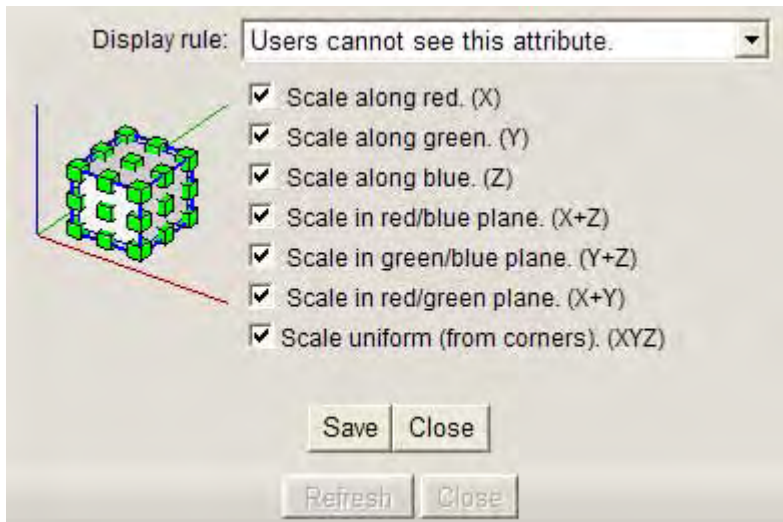 Display rule: Users cannot see this attribute.
Scale along red. (X)
Scale along green. (Y)
Scale along blue. (Z)
Scale in red/blue plane. (X+Z)
Scale in green/blue plane. (Y+Z)
Scale in red/green plane. (X+Y)
Scale uniform (from corners). (XYZ)
Save Close
Refresh Close